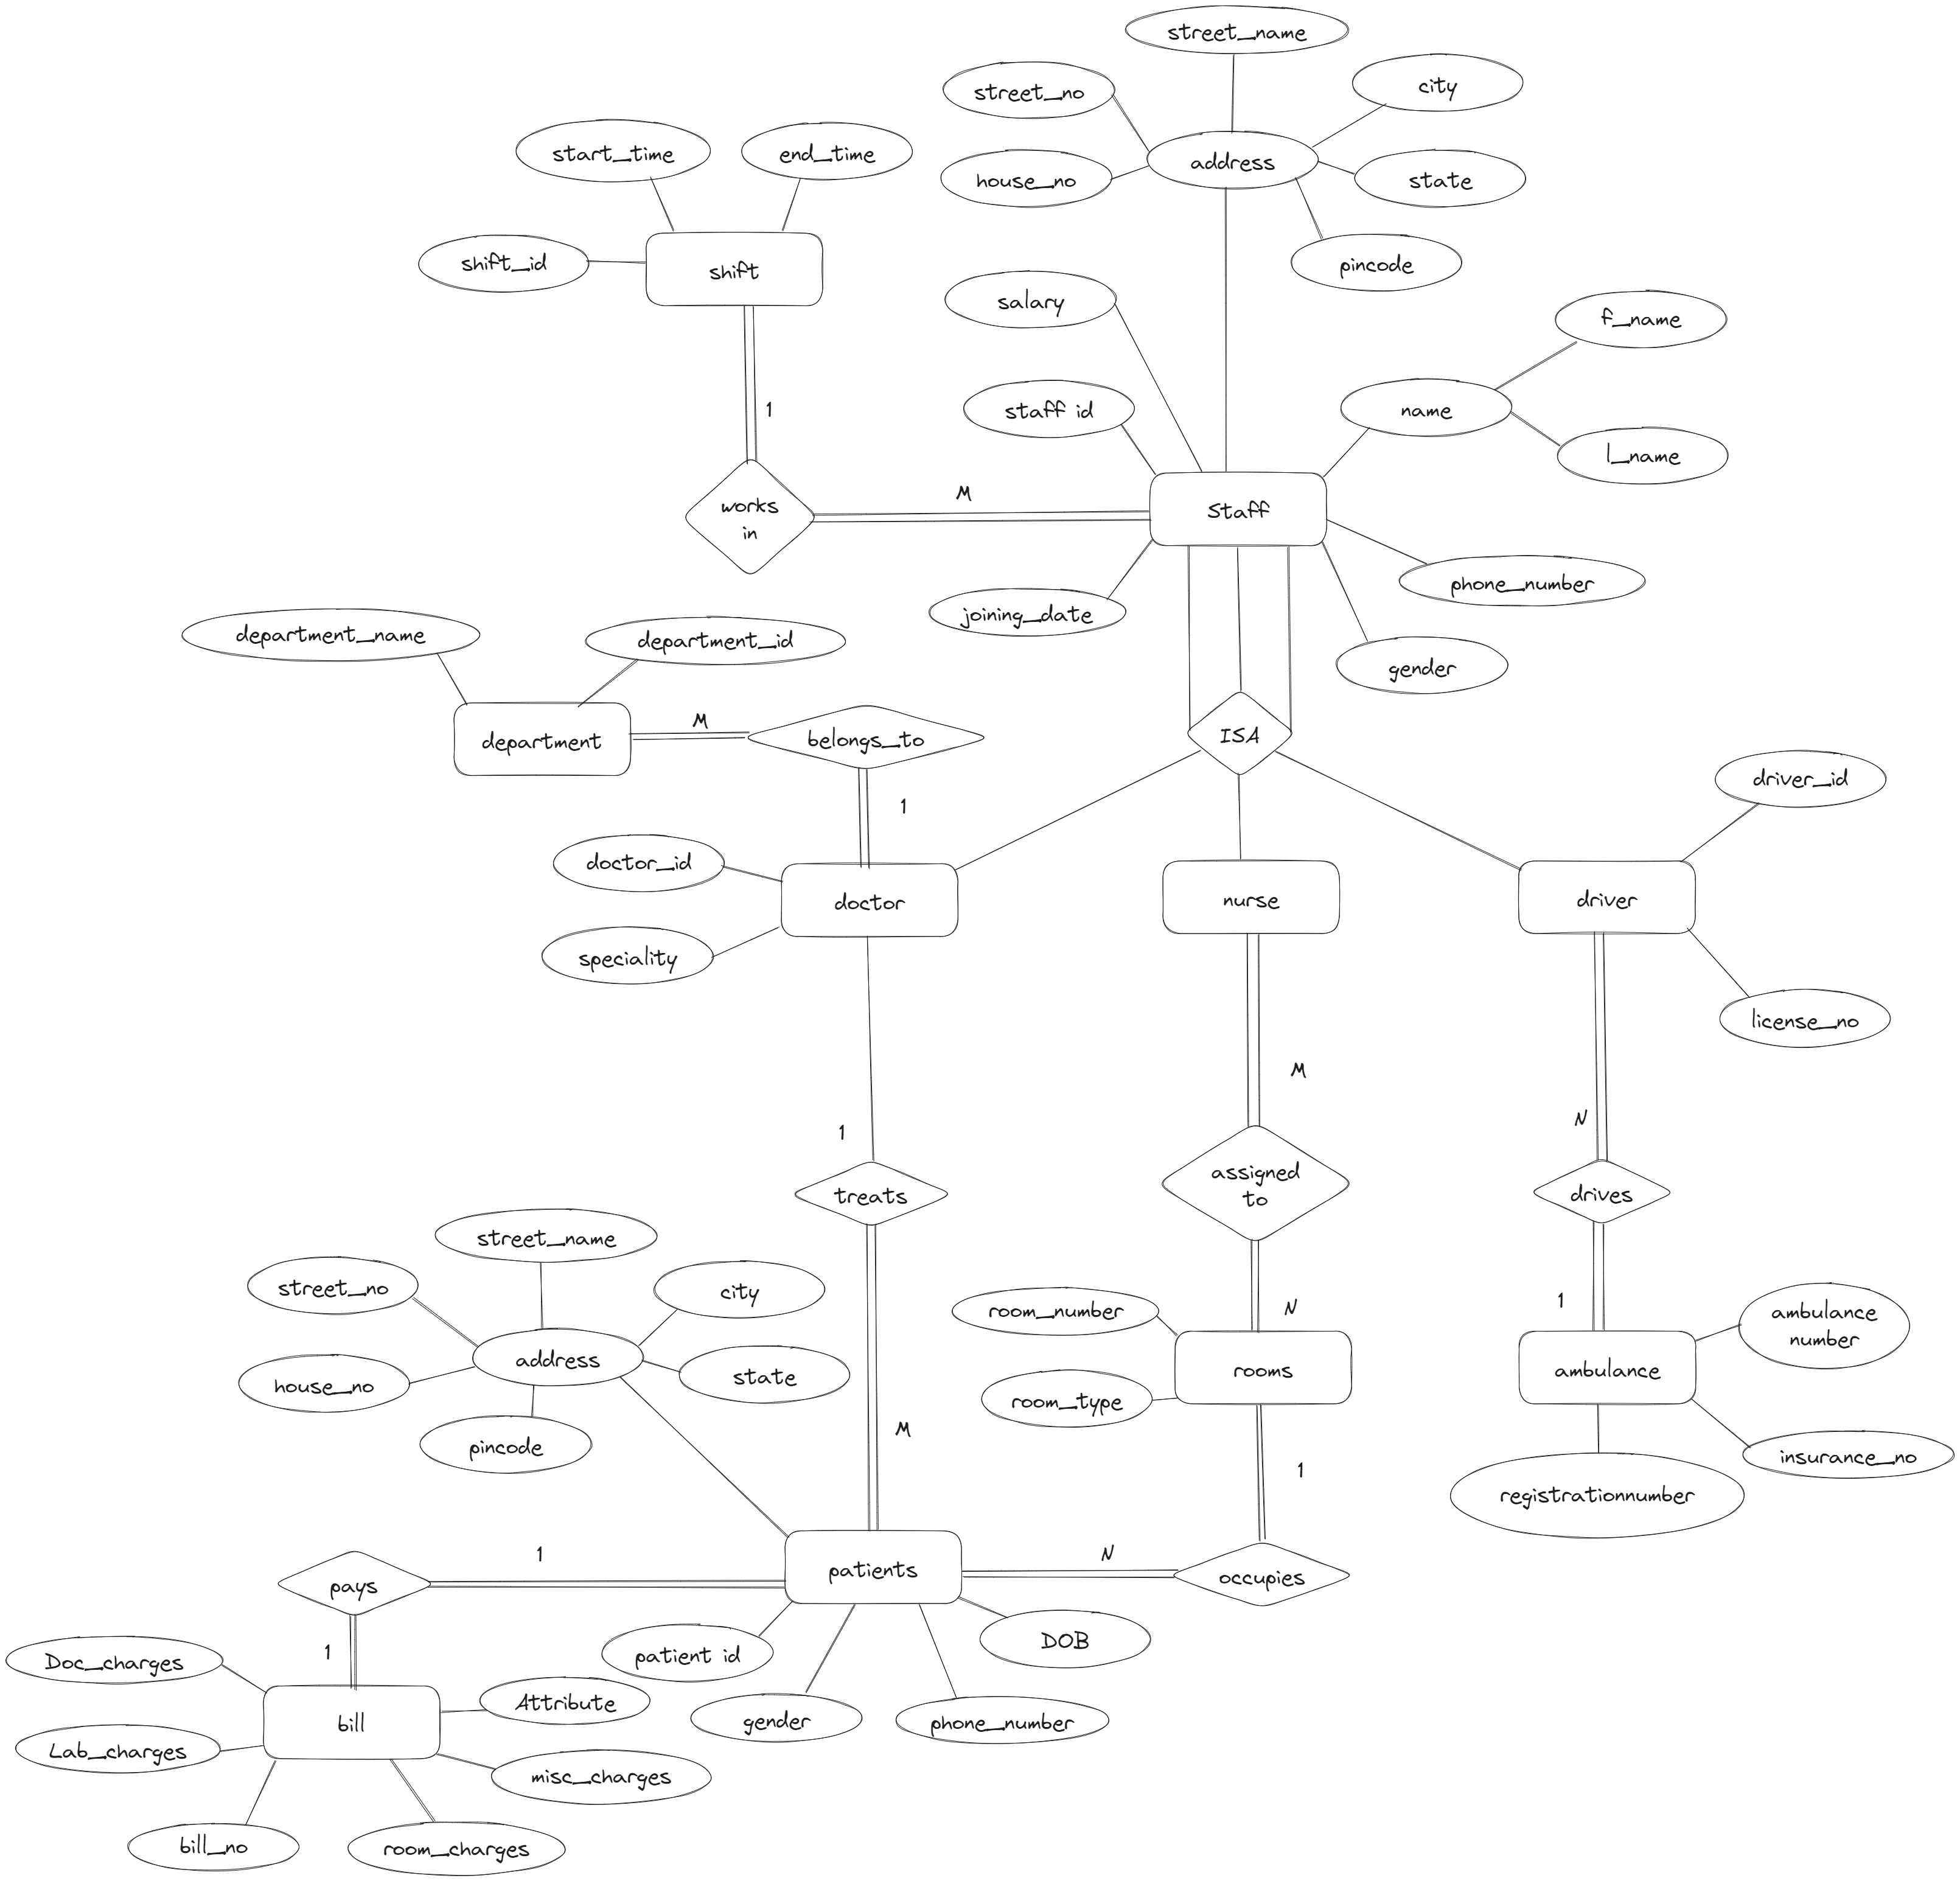 street_name
street_no
city
start_time
end_time
address
house_no
state
shift_id
shift
pincode
salary
f_name
staff id
name
1
l_name
M
works
in
Staff
phone_number
joining_date
department_name
department_id
gender
M
department
belongs_to
ISA
driver_id
1
doctor_id
doctor
nurse
driver
speciality
license_no
M
N
1
assigned
to
treats
drives
street_name
street_no
city
room_number
N
1
ambulance
number
address
rooms
ambulance
house_no
state
room_type
pincode
M
insurance_no
1
registrationnumber
1
N
pays
patients
occupies
1
patient id
DOB
Doc_charges
Attribute
gender
phone_number
bill
Lab_charges
misc_charges
bill_no
room_charges